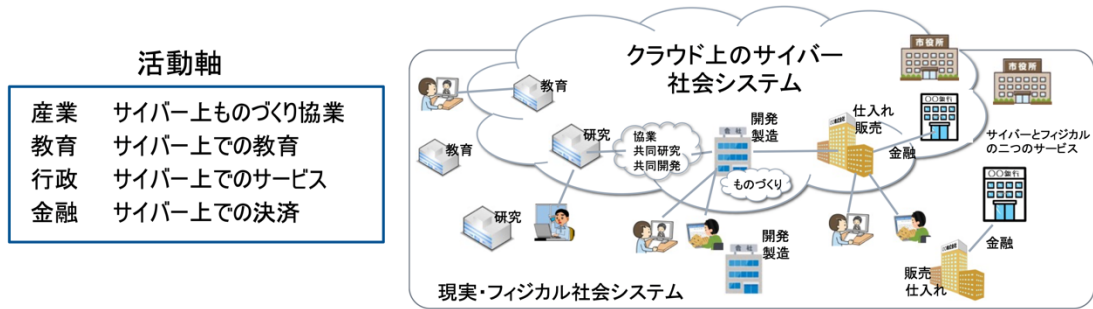 活動軸
産業 サイバー上ものづくり協業
教育 サイバー上での教育
行政 サイバー上でのサービス
金融 サイバー上での決済
クラウド上のサイバー
社会システム
市役所
市役所
教育
研究
協業
共同研究
共同開発
会社
開発
製造
ものづくり
仕入れ
販売
〇〇銀行
金融
サイバーとフィジカル
の二つのサービス
教育
研究
会社
開発
製造
〇〇銀行
金融
販売
仕入れ
現実・フィジカル社会システム